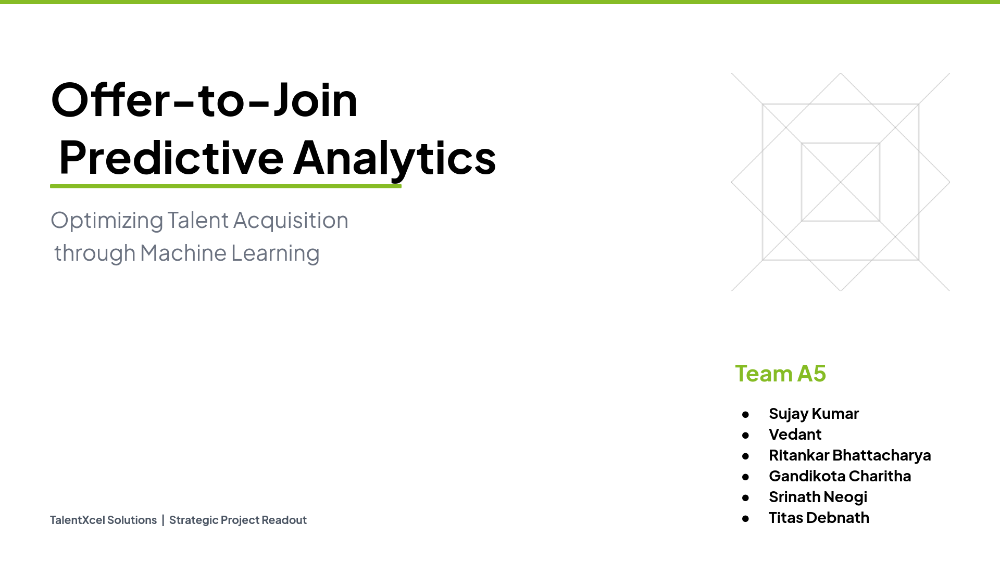 Offer-to-Join
Predictive Analytics
Optimizing Talent Acquisition
through Machine Learning
Team A5
● Sujay Kumar
● Vedant
● Ritankar Bhattacharya
● Gandikota Charitha
● Srinath Neogi
● Titas Debnath
TalentXcel Solutions | Strategic Project Readout